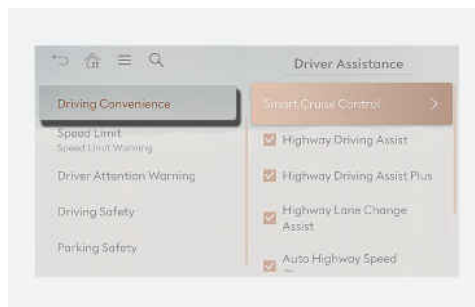 Driver Assistance
Driving Convenience
Speed Limit
Speed Limit Warning
Driver Attention Warning
Driving Safety
Parking Safety
Smart Cruise Control
Highway Driving Assist
Highway Driving Assist Plus
Highway Lane Change
Assist
Auto Highway Speed